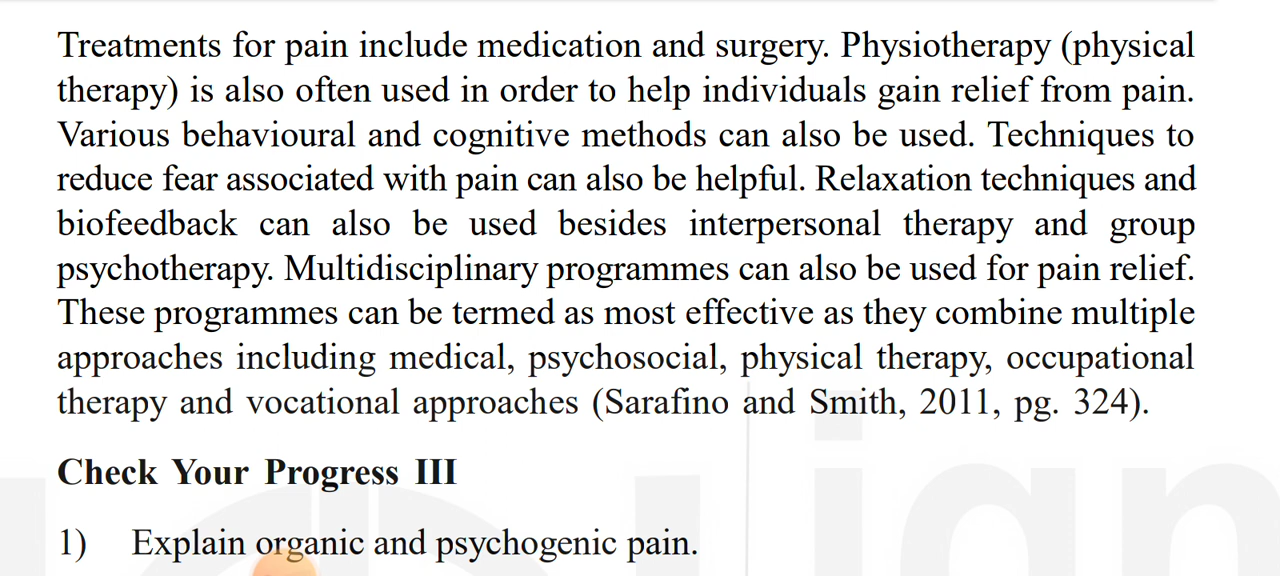 Treatments for pain include medication and surgery. Physiotherapy (physical
therapy) is also often used in order to help individuals gain relief from pain.
Various behavioural and cognitive methods can also be used. Techniques to
reduce fear associated with pain can also be helpful. Relaxation techniques and
biofeedback can also be used besides interpersonal therapy and group
psychotherapy. Multidisciplinary programmes can also be used for pain relief.
These programmes can be termed as most effective as they combine multiple
approaches including medical, psychosocial, physical therapy, occupational
therapy and vocational approaches (Sarafino and Smith, 2011, pg. 324).
Check Your Progress III
1) Explain organic and psychogenic pain.